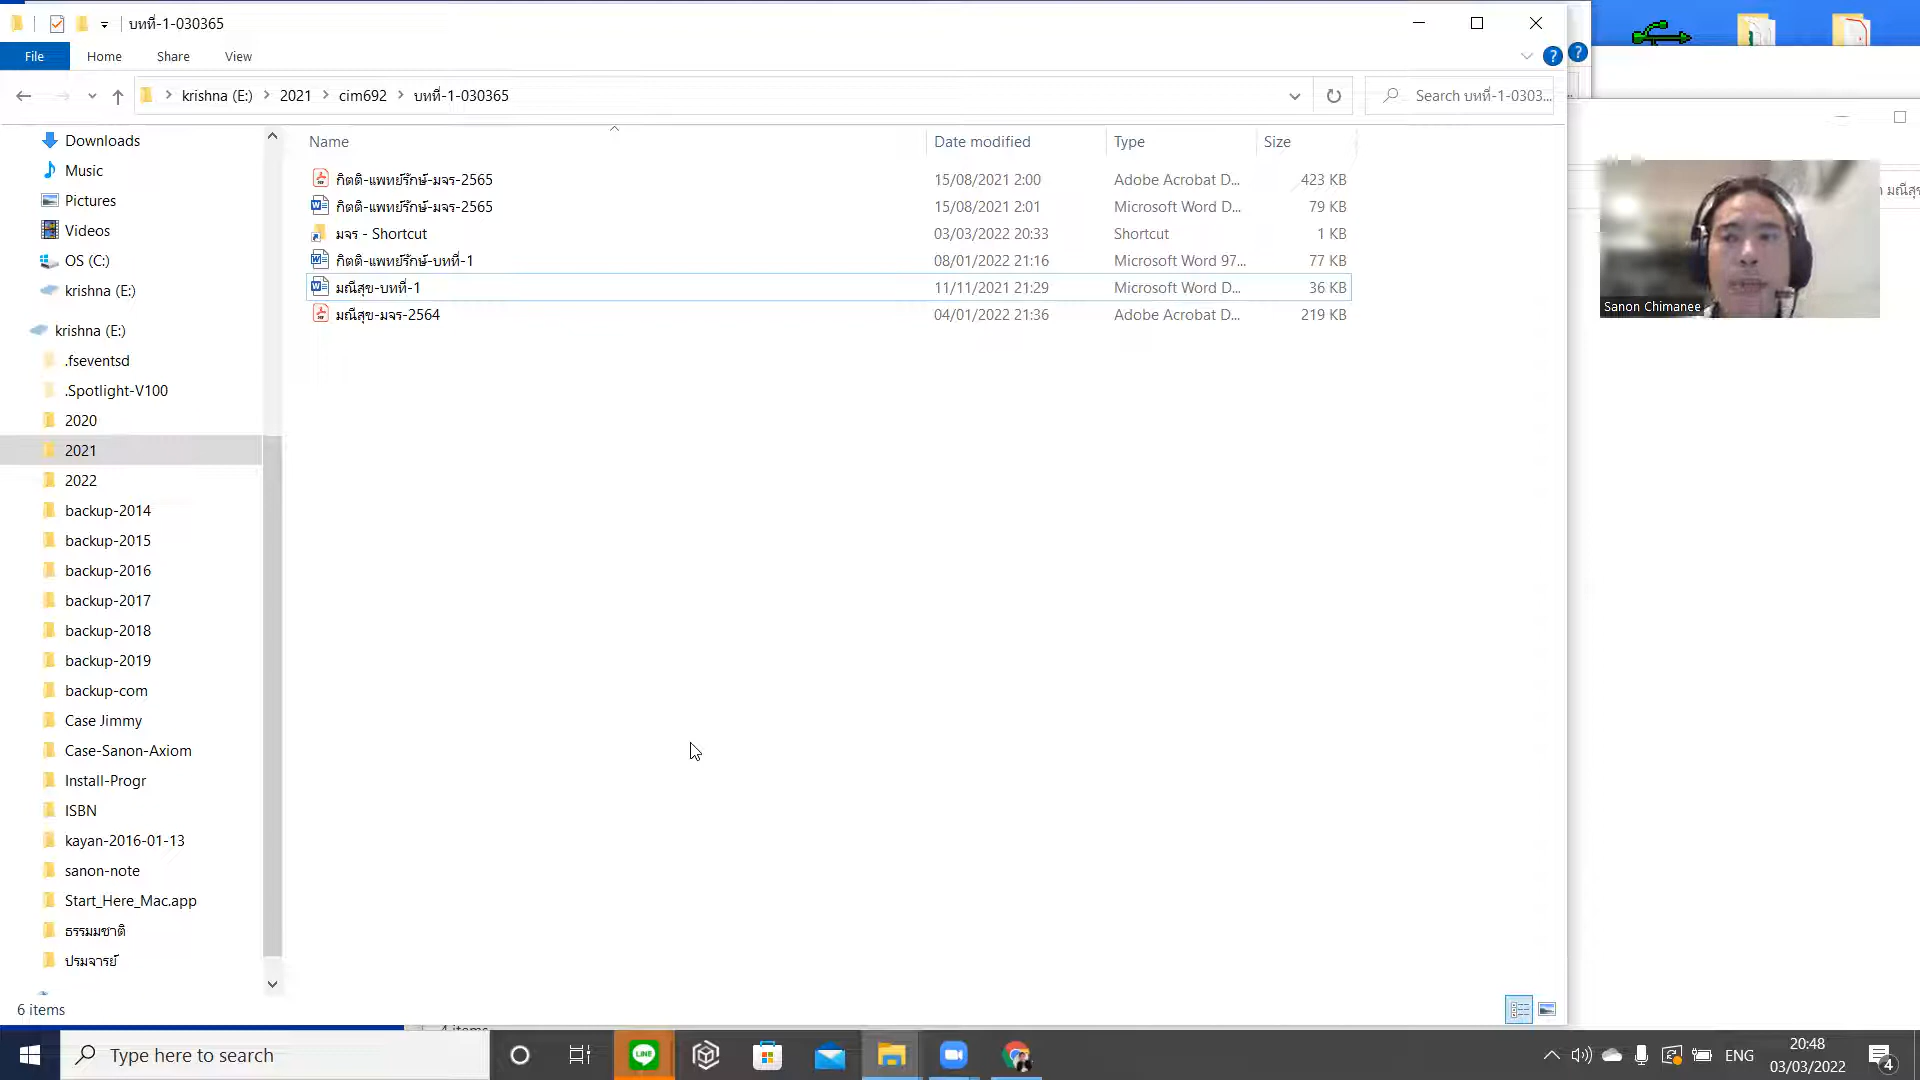 บทที่-1-030365
File Home Share View
krishna (E:) 2021 cim692 บทที่-1-030365
Search บทที่-1-0303...
Name Date modified Type Size
กิตติ-แพทย์รักษ์-มจร-2565 15/08/2021 2:00 Adobe Acrobat D... 423 KB
กิตติ-แพทย์รักษ์-มจร-2565 15/08/2021 2:01 Microsoft Word D... 79 KB
มจร - Shortcut 03/03/2022 20:33 Shortcut 1 KB
กิตติ-แพทย์รักษ์-บทที่-1 08/01/2022 21:16 Microsoft Word 97... 77 KB
มณีสุข-บทที่-1 11/11/2021 21:29 Microsoft Word D... 36 KB
มณีสุข-มจร-2564 04/01/2022 21:36 Adobe Acrobat D... 219 KB
Downloads
Music
Pictures
Videos
OS (C:)
krishna (E:)
krishna (E:)
.fseventsd
.Spotlight-V100
2020
2021
2022
backup-2014
backup-2015
backup-2016
backup-2017
backup-2018
backup-2019
backup-com
Case Jimmy
Case-Sanon-Axiom
Install-Progr
ISBN
kayan-2016-01-13
sanon-note
Start_Here_Mac.app
ธรรมมชาติ
ปรมจารย์
6 items
Sanon Chimanee
Type here to search
LINE
ENG
20:48
03/03/2022
4